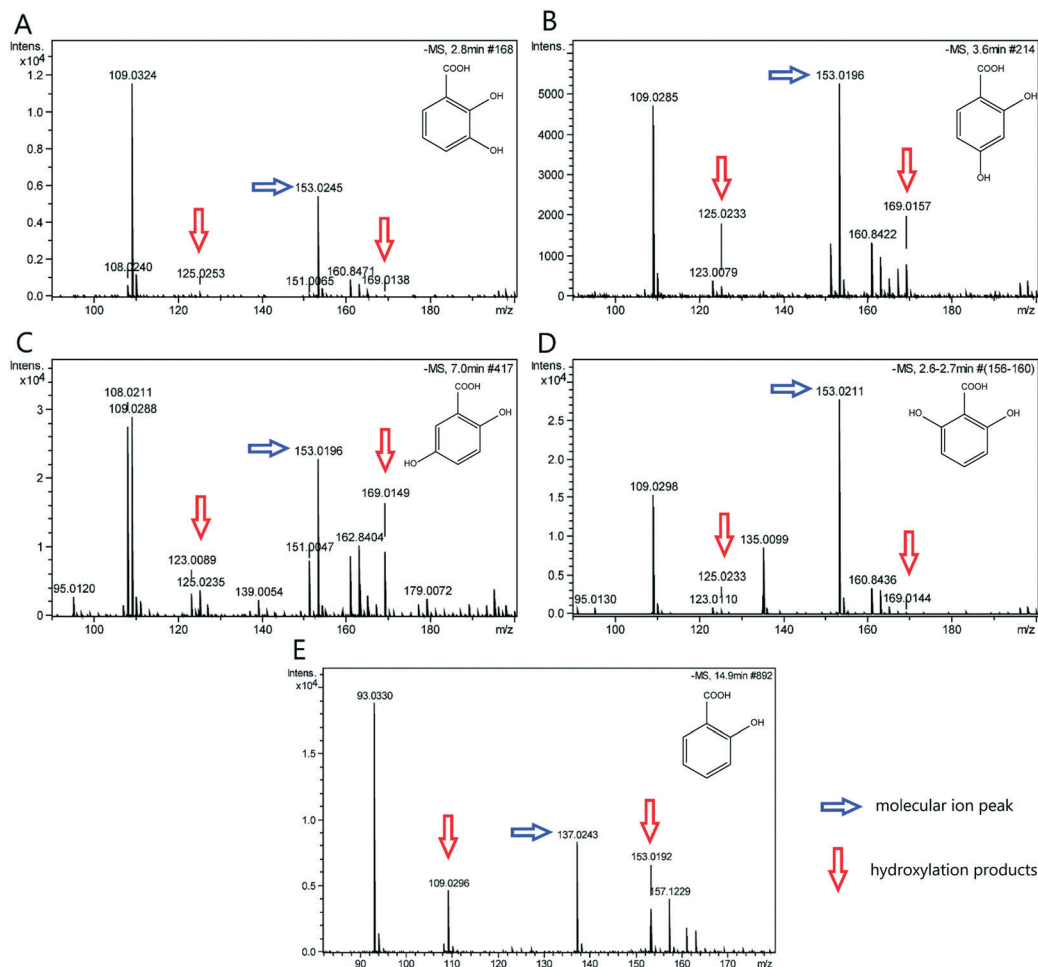 A
Intens.
x10⁴
-MS, 2.8min #168
109.0324
1.2
1.0
0.8
0.6
0.4
0.2
0.0
153.0245
108.0240
125.0253
151.0065
160.8471
169.0138
COOH
OH
OH
100
120
140
160
180
m/z
B
Intens.
-MS, 3.6min #214
153.0196
109.0285
5000
4000
3000
2000
1000
0
125.0233
123.0079
169.0157
160.8422
COOH
OH
OH
100
120
140
160
180
m/z
C
Intens.
x10⁴
-MS, 7.0min #417
108.0211
109.0288
3
2
1
0
153.0196
169.0149
123.0089
125.0235
151.0047
162.8404
95.0120
139.0054
179.0072
COOH
OH
HO
100
120
140
160
180
m/z
D
Intens.
x10⁴
-MS, 2.6-2.7min #(156-160)
153.0211
2.5
2.0
1.5
1.0
0.5
0.0
109.0298
135.0099
125.0233
123.0110
95.0130
160.8436
169.0144
COOH
HO
OH
100
120
140
160
180
m/z
E
Intens.
x10⁴
-MS, 14.9min #892
93.0330
1.5
1.0
0.5
0.0
137.0243
153.0192
109.0296
157.1229
COOH
OH
90
100
110
120
130
140
150
160
170
m/z
molecular ion peak
hydroxylation products